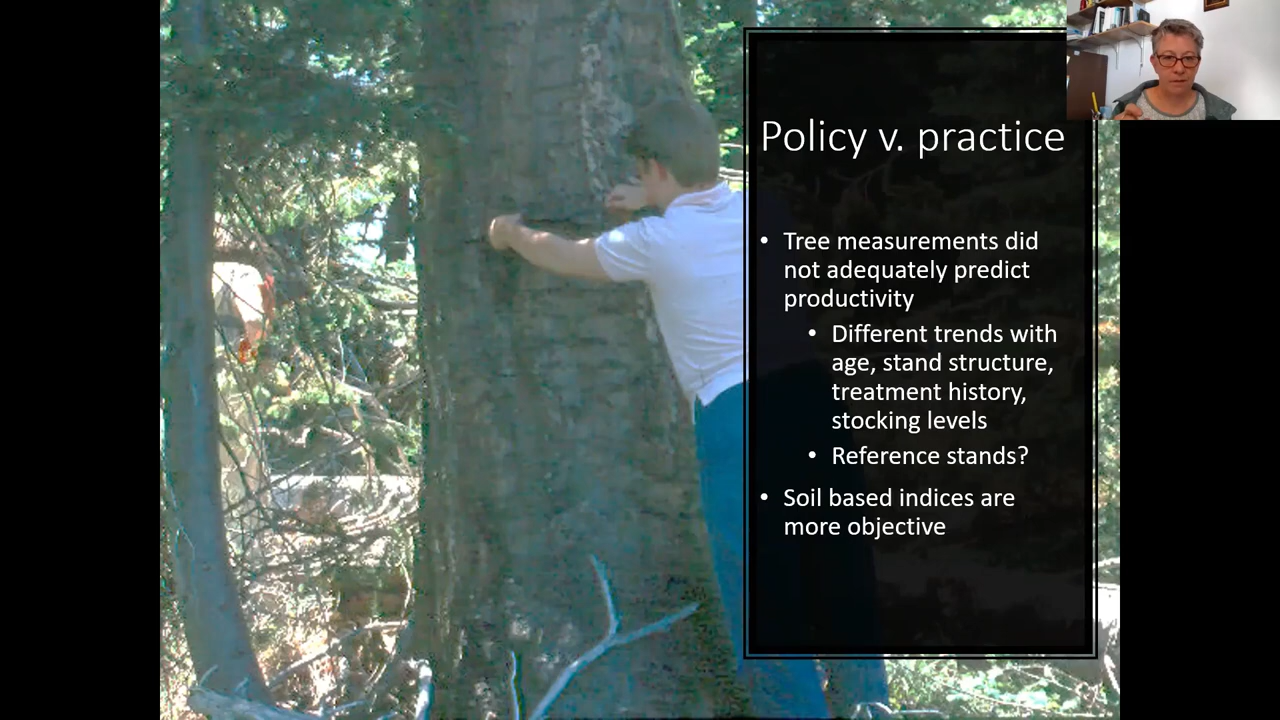 Policy v. practice
• Tree measurements did
not adequately predict
productivity
• Different trends with
age, stand structure,
treatment history,
stocking levels
• Reference stands?
• Soil based indices are
more objective